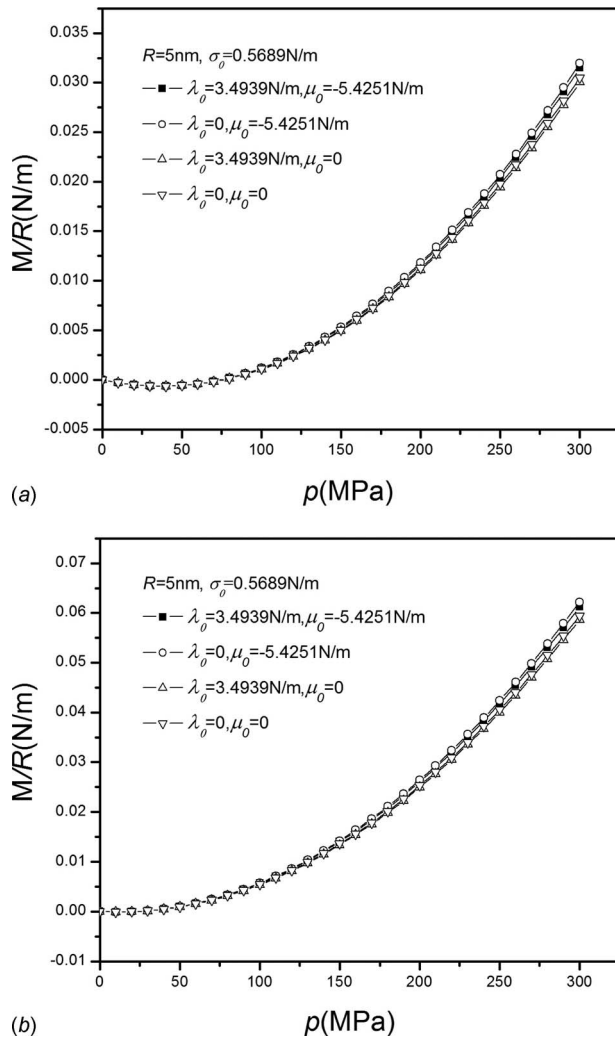 0.035
0.030
0.025
0.020
0.015
0.010
0.005
0.000
-0.005
M/R(N/m)
R=5nm, σ₀=0.5689N/m
λ₀=3.4939N/m,μ₀=-5.4251N/m
λ₀=0,μ₀=-5.4251N/m
λ₀=3.4939N/m,μ₀=0
λ₀=0,μ₀=0
0 50 100 150 200 250 300
(a) p(MPa)
0.07
0.06
0.05
0.04
0.03
0.02
0.01
0.00
-0.01
M/R(N/m)
R=5nm, σ₀=0.5689N/m
λ₀=3.4939N/m,μ₀=-5.4251N/m
λ₀=0,μ₀=-5.4251N/m
λ₀=3.4939N/m,μ₀=0
λ₀=0,μ₀=0
0 50 100 150 200 250 300
(b) p(MPa)